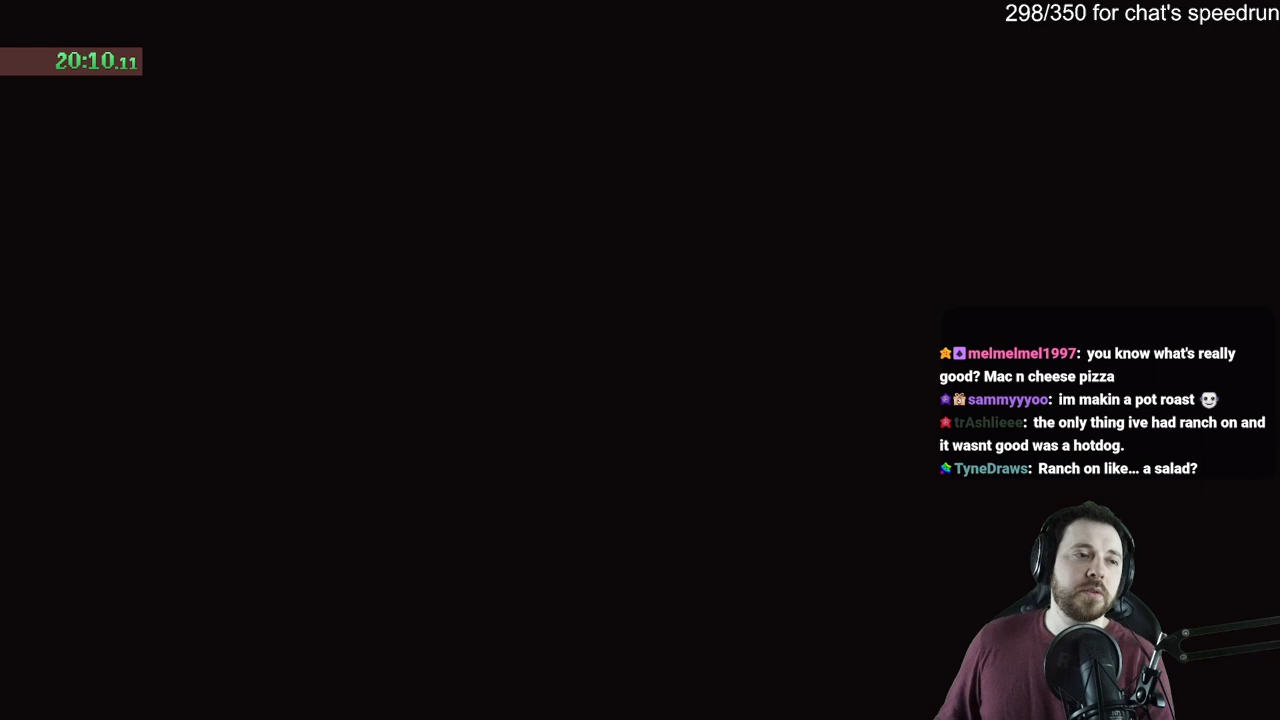 298/350 for chat's speedrun
20:10.11
melmelmel1997: you know what's really
good? Mac n cheese pizza
sammyyyoo: im makin a pot roast
trAshlieee: the only thing ive had ranch on and
it wasnt good was a hotdog.
TyneDraws: Ranch on like... a salad?